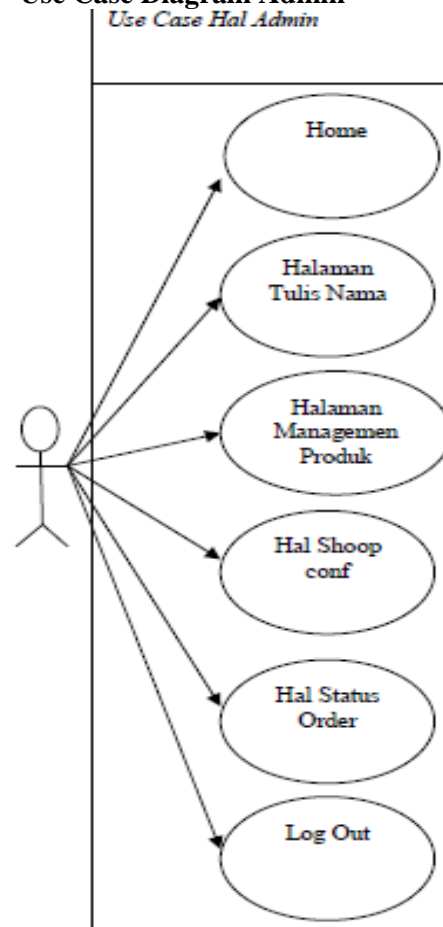 Use Case Diagram Admin
Use Case Hal Admin
Home
Halaman
Tulis Nama
Halaman
Managemen
Produk
Hal Shoop
conf
Hal Status
Order
Log Out